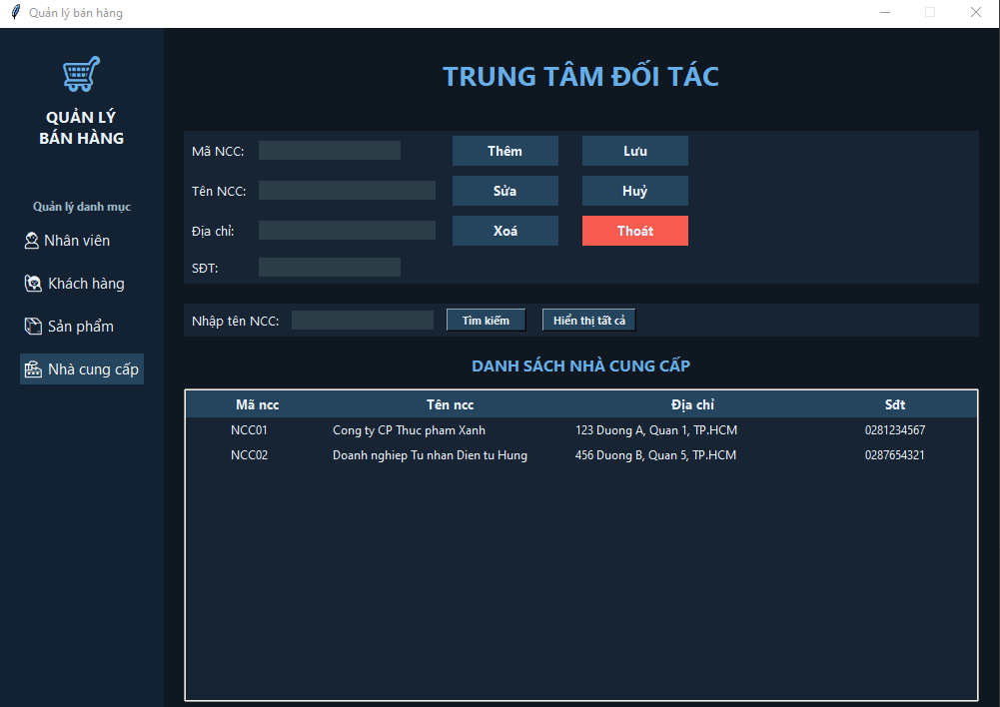 Quản lý bán hàng
QUẢN LÝ
BÁN HÀNG
Quản lý danh mục
Nhân viên
Khách hàng
Sản phẩm
Nhà cung cấp
TRUNG TÂM ĐỐI TÁC
Mã NCC: Thêm Lưu
Tên NCC: Sửa Huỷ
Địa chỉ: Xoá Thoát
SĐT:
Nhập tên NCC: Tìm kiếm Hiển thị tất cả
DANH SÁCH NHÀ CUNG CẤP
Mã ncc Tên ncc Địa chỉ Sđt
NCC01 Cong ty CP Thuc pham Xanh 123 Duong A, Quan 1, TP.HCM 0281234567
NCC02 Doanh nghiep Tu nhan Dien tu Hung 456 Duong B, Quan 5, TP.HCM 0287654321